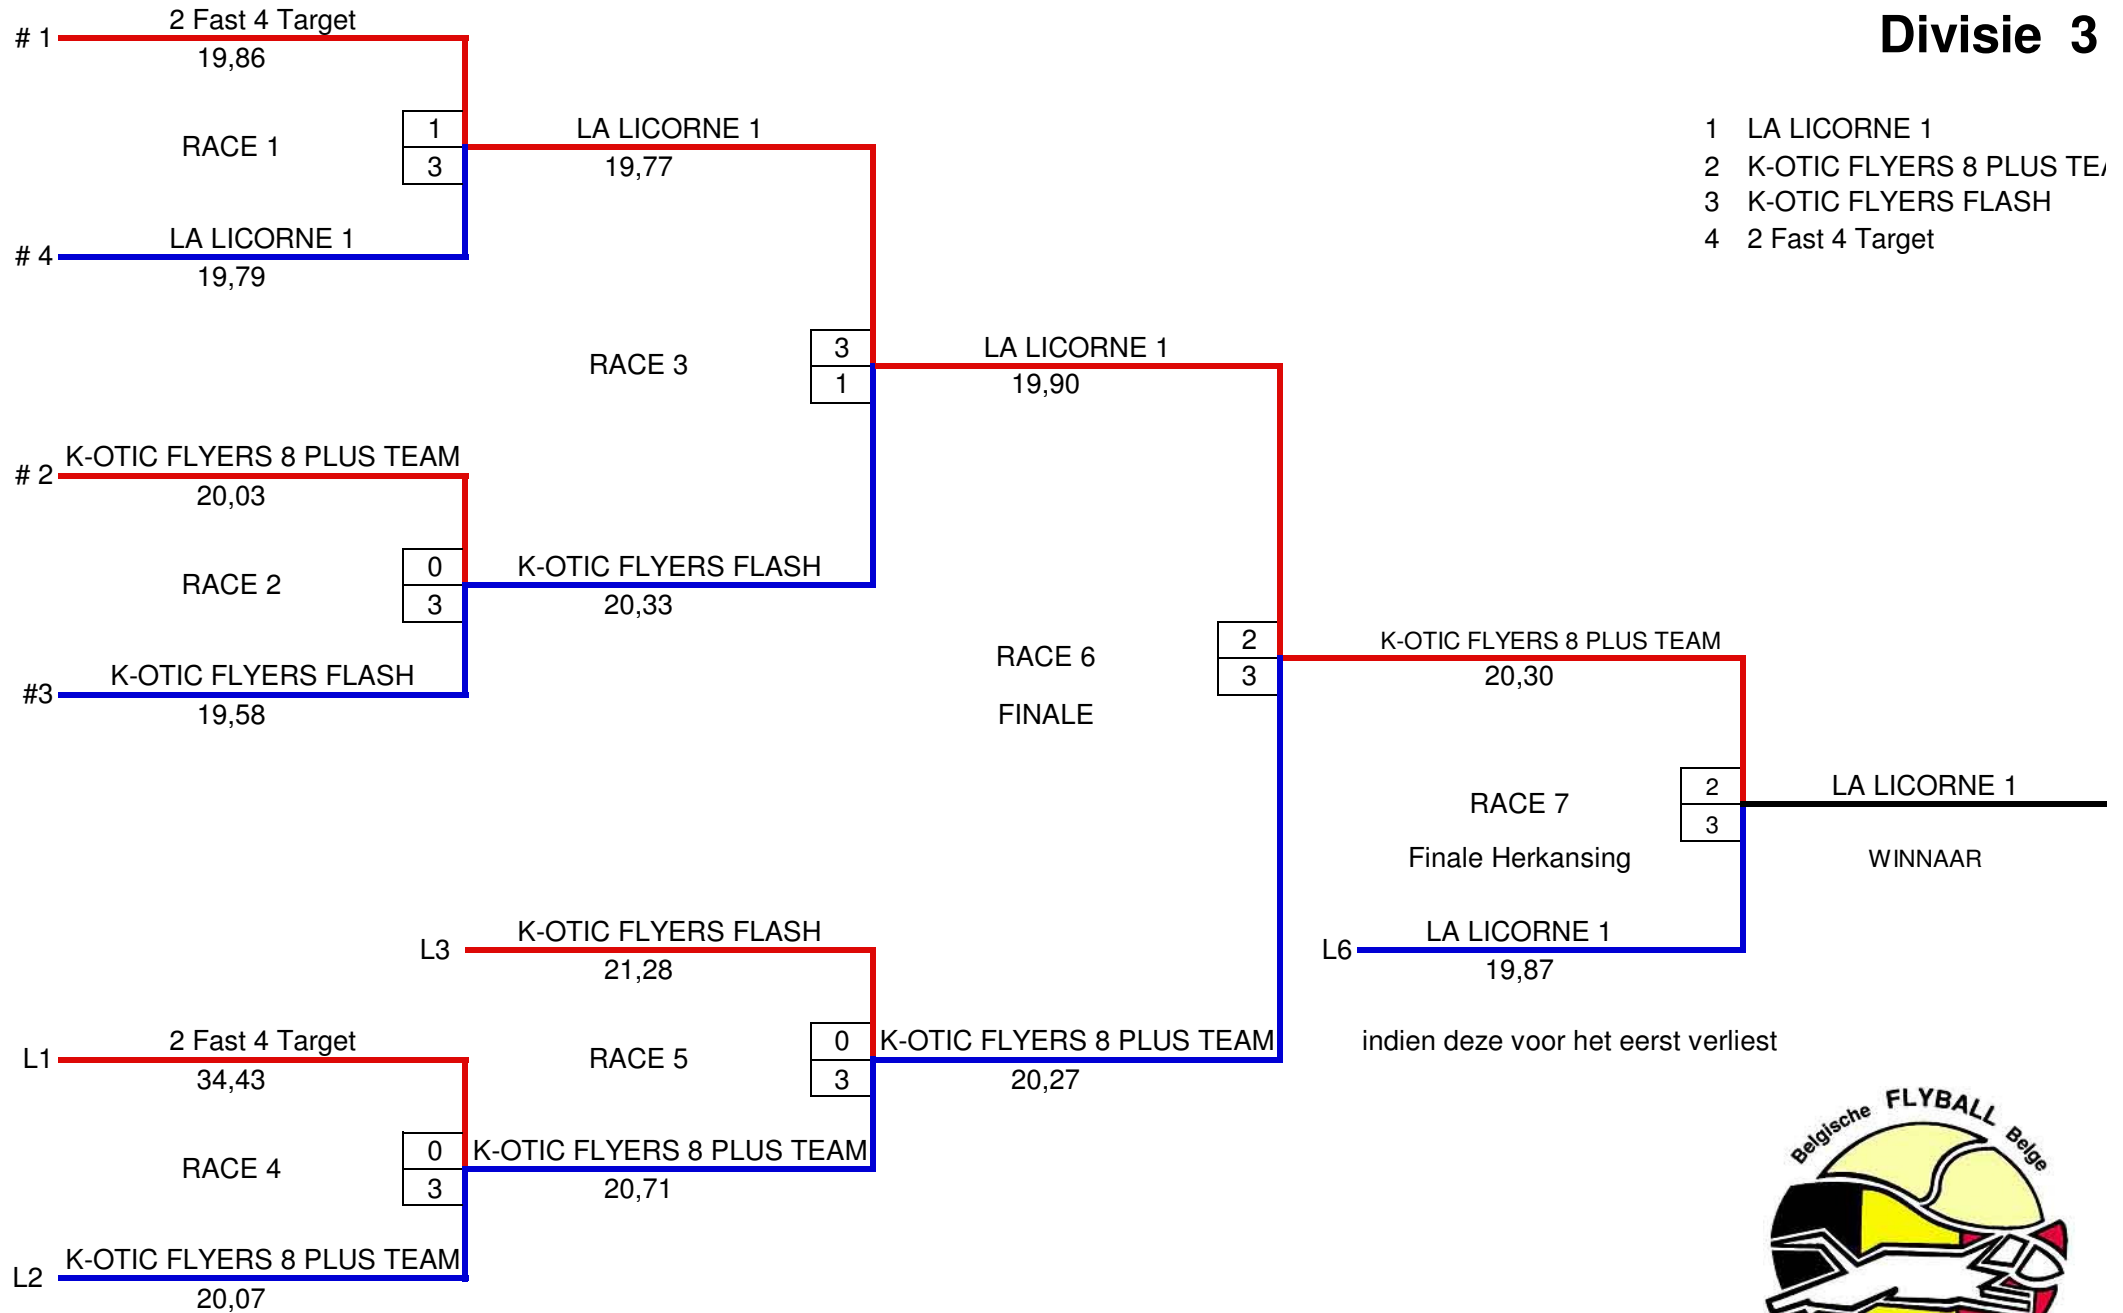 Divisie 3
# 1
2 Fast 4 Target
19,86
RACE 1
1
3
# 4
LA LICORNE 1
19,79
LA LICORNE 1
19,77
1 LA LICORNE 1
2 K-OTIC FLYERS 8 PLUS
3 K-OTIC FLYERS FLASH
4 2 Fast 4 Target
RACE 3
3
1
LA LICORNE 1
19,90
# 2
K-OTIC FLYERS 8 PLUS TEAM
20,03
RACE 2
0
3
#3
K-OTIC FLYERS FLASH
19,58
K-OTIC FLYERS FLASH
20,33
RACE 6
FINALE
2
3
K-OTIC FLYERS 8 PLUS TEAM
20,30
RACE 7
Finale Herkansing
2
3
LA LICORNE 1
WINNAAR
L6
LA LICORNE 1
19,87
indien deze voor het eerst verliest
L3
K-OTIC FLYERS FLASH
21,28
RACE 5
0
3
K-OTIC FLYERS 8 PLUS TEAM
20,27
L1
2 Fast 4 Target
34,43
RACE 4
0
3
K-OTIC FLYERS 8 PLUS TEAM
20,71
L2
K-OTIC FLYERS 8 PLUS TEAM
20,07
Belgische FLYBALL Belge